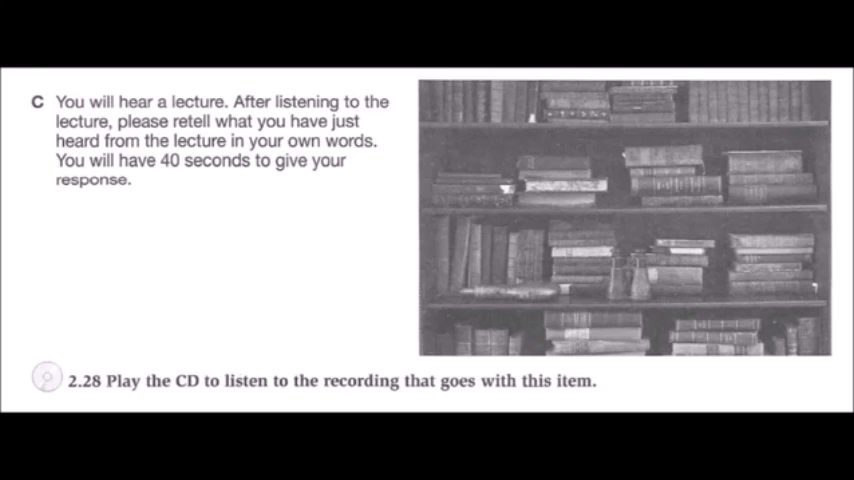 C You will hear a lecture. After listening to the
lecture, please retell what you have just
heard from the lecture in your own words.
You will have 40 seconds to give your
response.
2.28 Play the CD to listen to the recording that goes with this item.